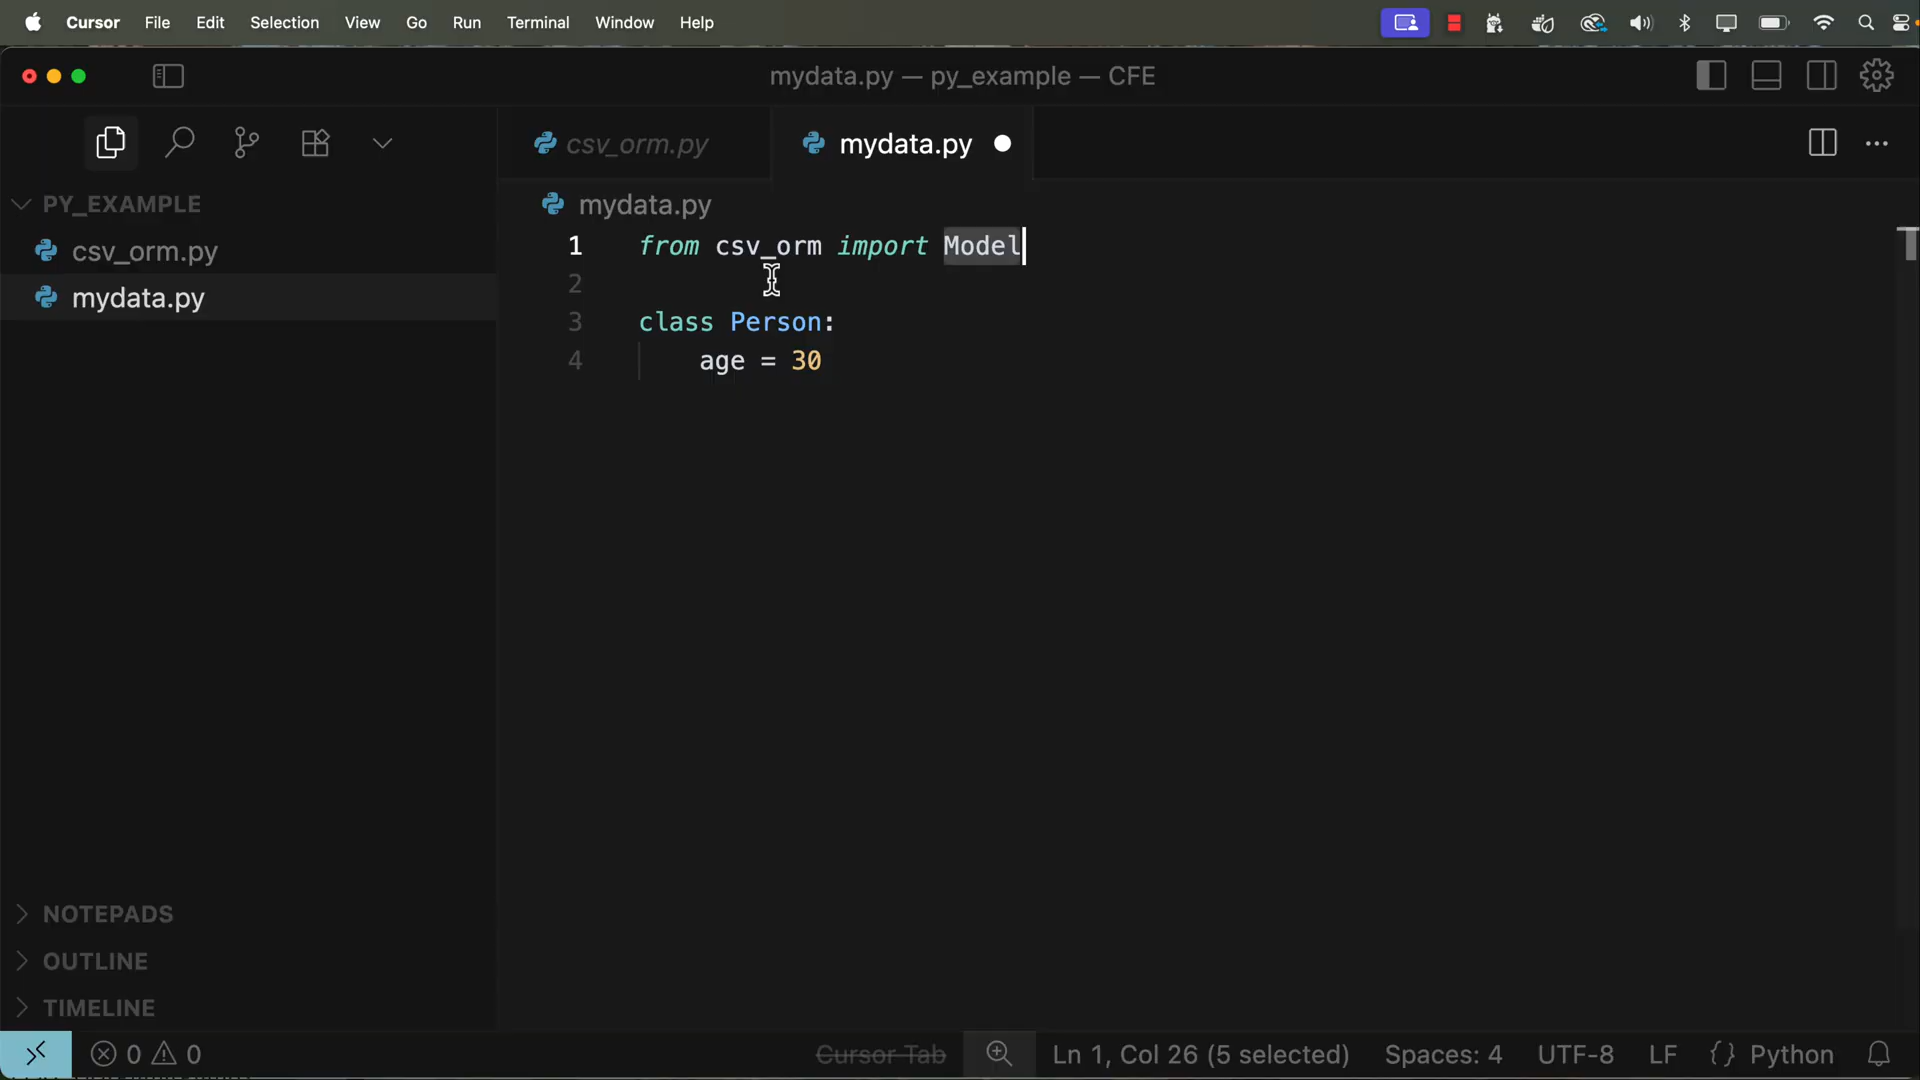 Cursor File Edit Selection View Go Run Terminal Window Help
mydata.py — py_example — CFE
csv_orm.py mydata.py
PY_EXAMPLE
csv_orm.py
mydata.py
mydata.py
1 from csv_orm import Model
2
3 class Person:
4 age = 30
NOTEPADS
OUTLINE
TIMELINE
0 0 Cursor Tab Ln 1, Col 26 (5 selected) Spaces: 4 UTF-8 LF {} Python